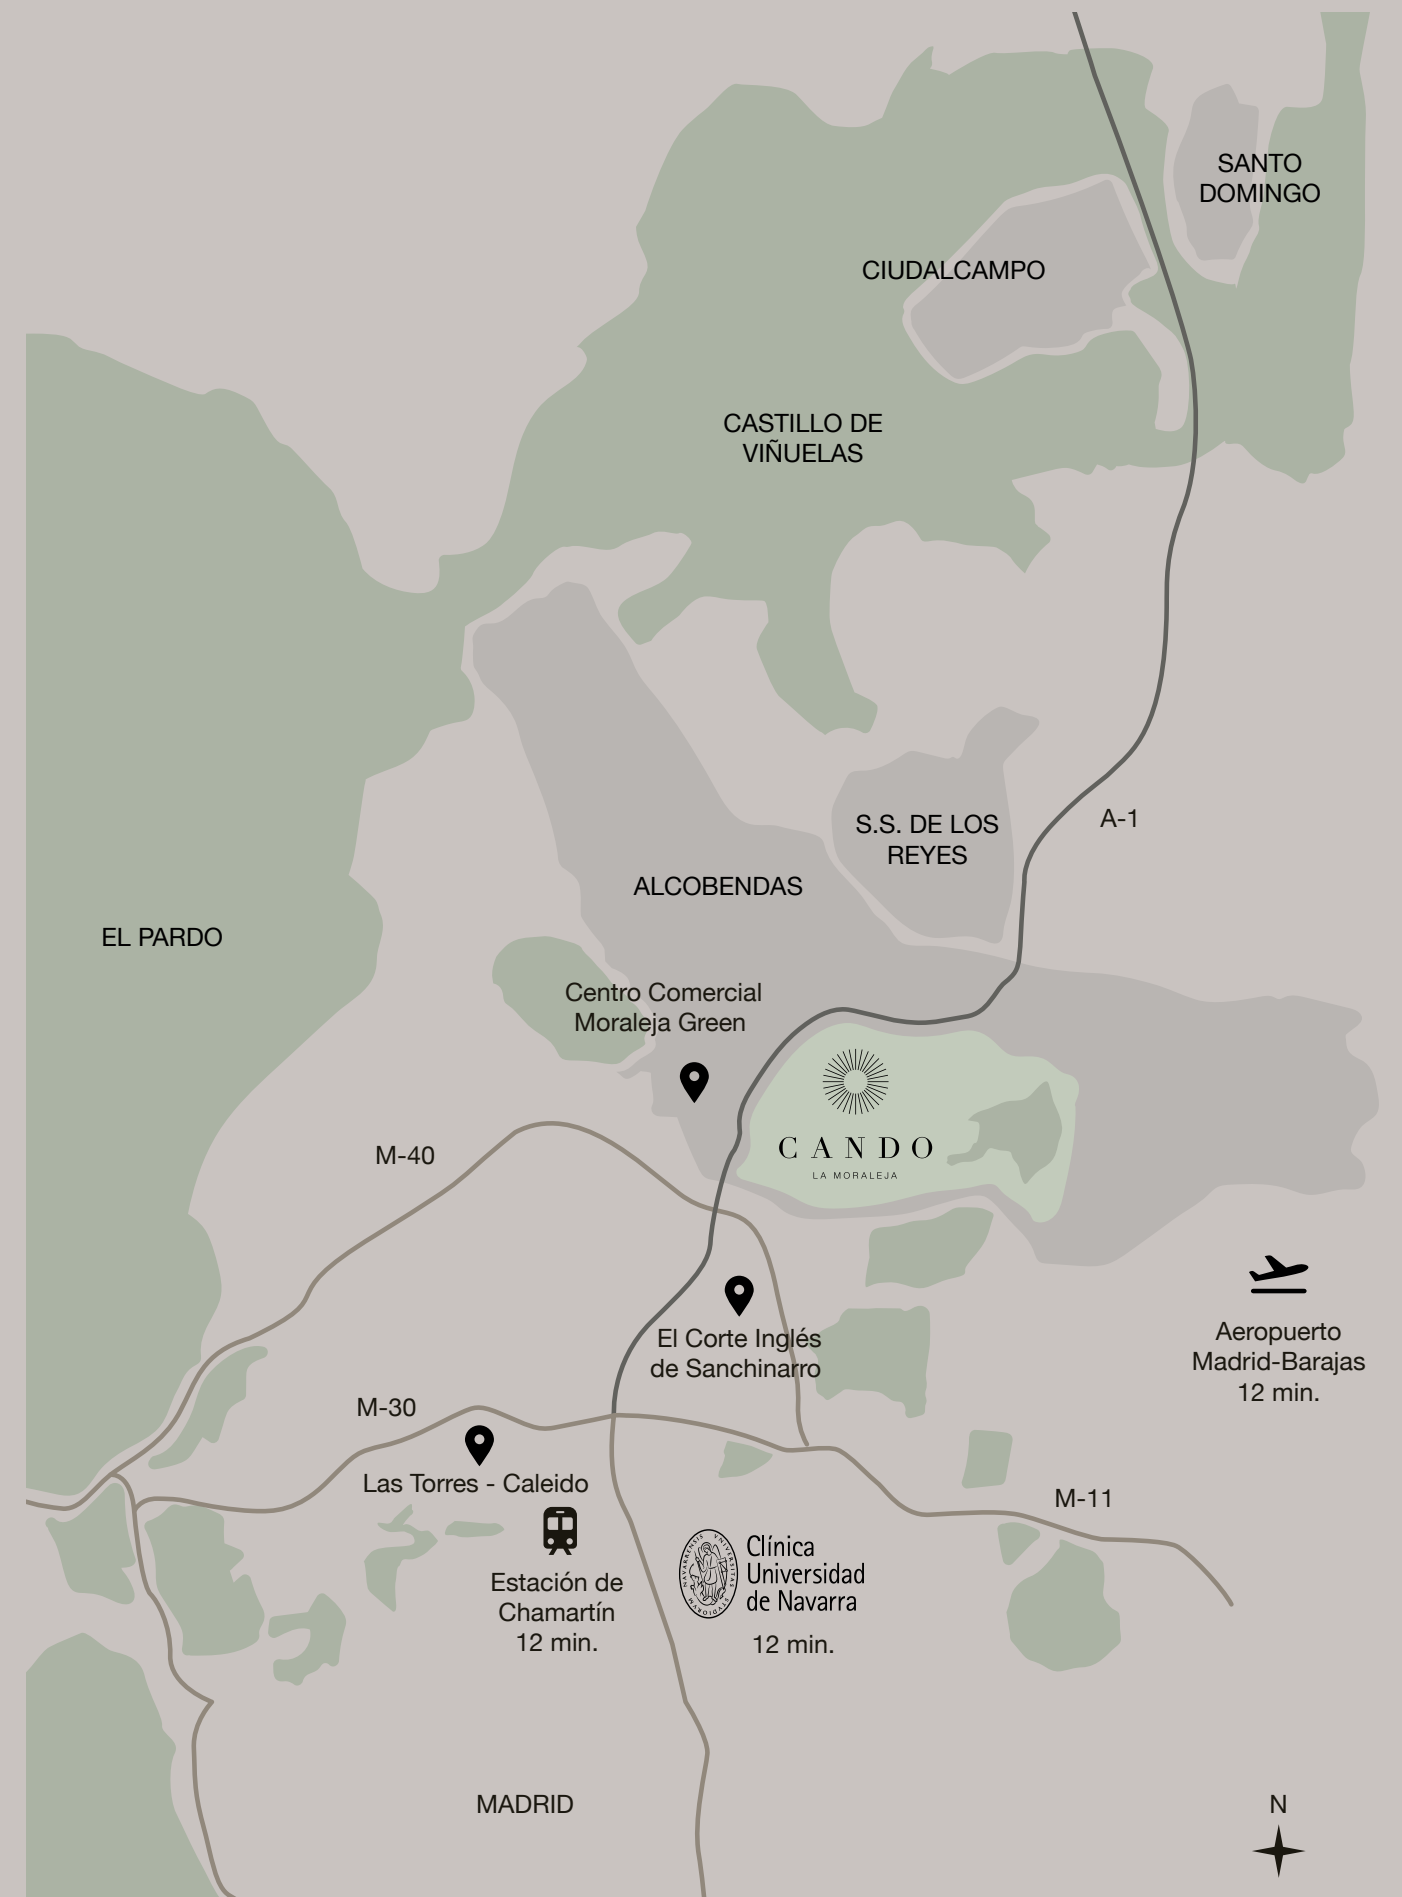 SANTO
DOMINGO
CIUDALCAMPO
CASTILLO DE
VIÑUELAS
A-1
S.S. DE LOS
REYES
ALCOBENDAS
EL PARDO
Centro Comercial
Moraleja Green
CANDO
LA MORALEJA
M-40
El Corte Inglés
de Sanchinarro
Aeropuerto
Madrid-Barajas
12 min.
M-30
Las Torres - Caleido
M-11
Estación de
Chamartín
12 min.
Clínica
Universidad
de Navarra
12 min.
MADRID
N